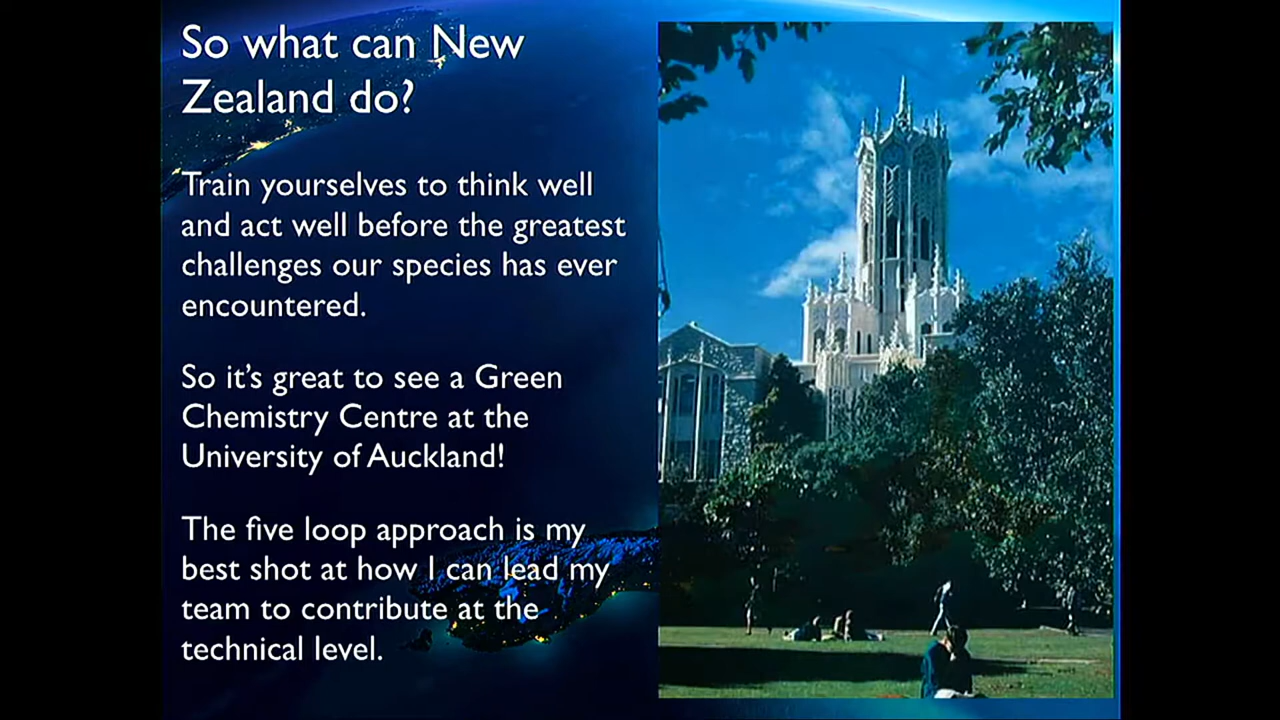 So what can New
Zealand do?
Train yourselves to think well
and act well before the greatest
challenges our species has ever
encountered.
So it's great to see a Green
Chemistry Centre at the
University of Auckland!
The five loop approach is my
best shot at how I can lead my
team to contribute at the
technical level.